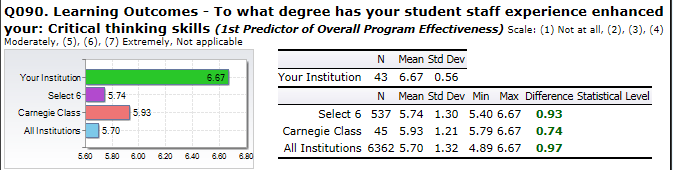 Q090. Learning Outcomes - To what degree has your student staff experience enhanced
your: Critical thinking skills (1st Predictor of Overall Program Effectiveness) Scale: (1) Not at all, (2), (3), (4)
Moderately, (5), (6), (7) Extremely, Not applicable
Your Institution 6.67
Select 6 5.74
Carnegie Class 5.93
All Institutions 5.70
5.60 5.80 6.00 6.20 6.40 6.60 6.80
N Mean Std Dev
Your Institution 43 6.67 0.56
N Mean Std Dev Min Max Difference Statistical Level
Select 6 537 5.74 1.30 5.40 6.67 0.93
Carnegie Class 45 5.93 1.21 5.79 6.67 0.74
All Institutions 6362 5.70 1.32 4.89 6.67 0.97